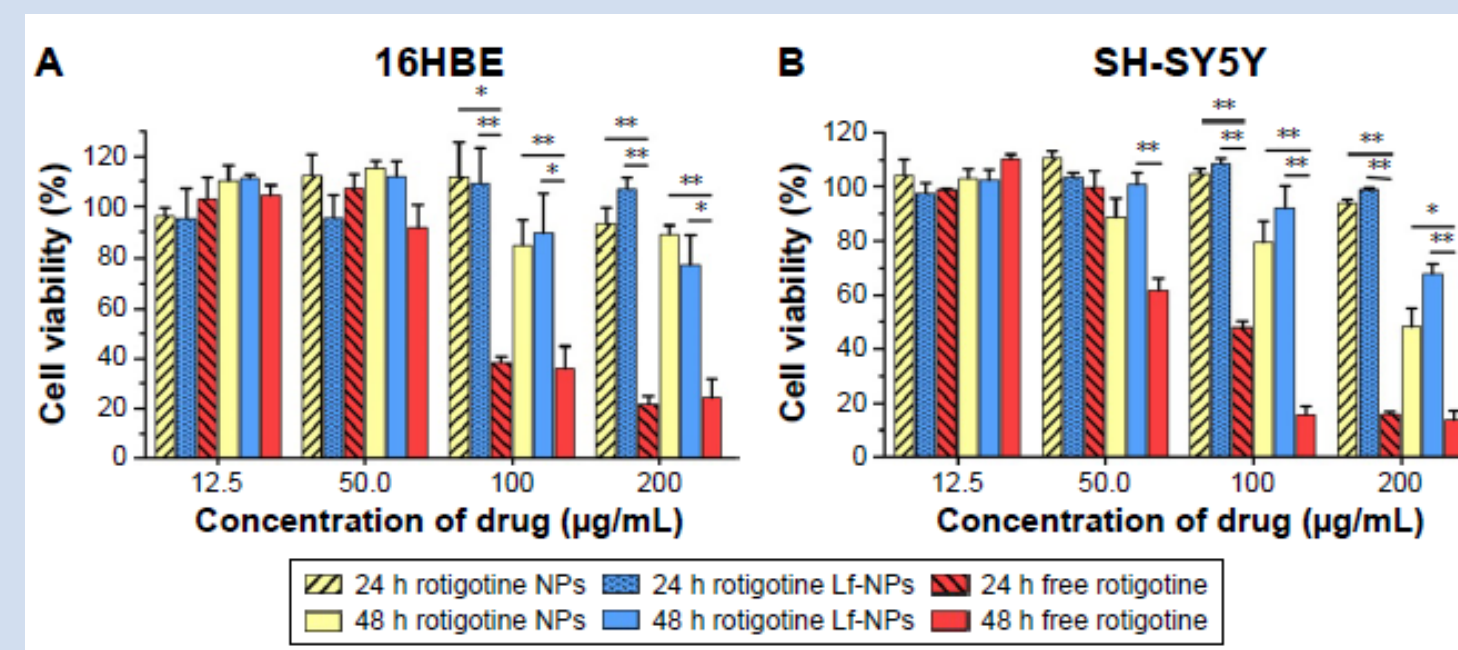 A 16HBE
B SH-SY5Y
Cell viability (%)
120
100
80
60
40
20
0
* ** ** * ** ** ** *
12.5 50.0 100 200
Concentration of drug (µg/mL)
Cell viability (%)
120
100
80
60
40
20
0
** ** ** ** ** ** ** * **
12.5 50.0 100 200
Concentration of drug (µg/mL)
24 h rotigotine NPs 24 h rotigotine Lf-NPs 24 h free rotigotine
48 h rotigotine NPs 48 h rotigotine Lf-NPs 48 h free rotigotine